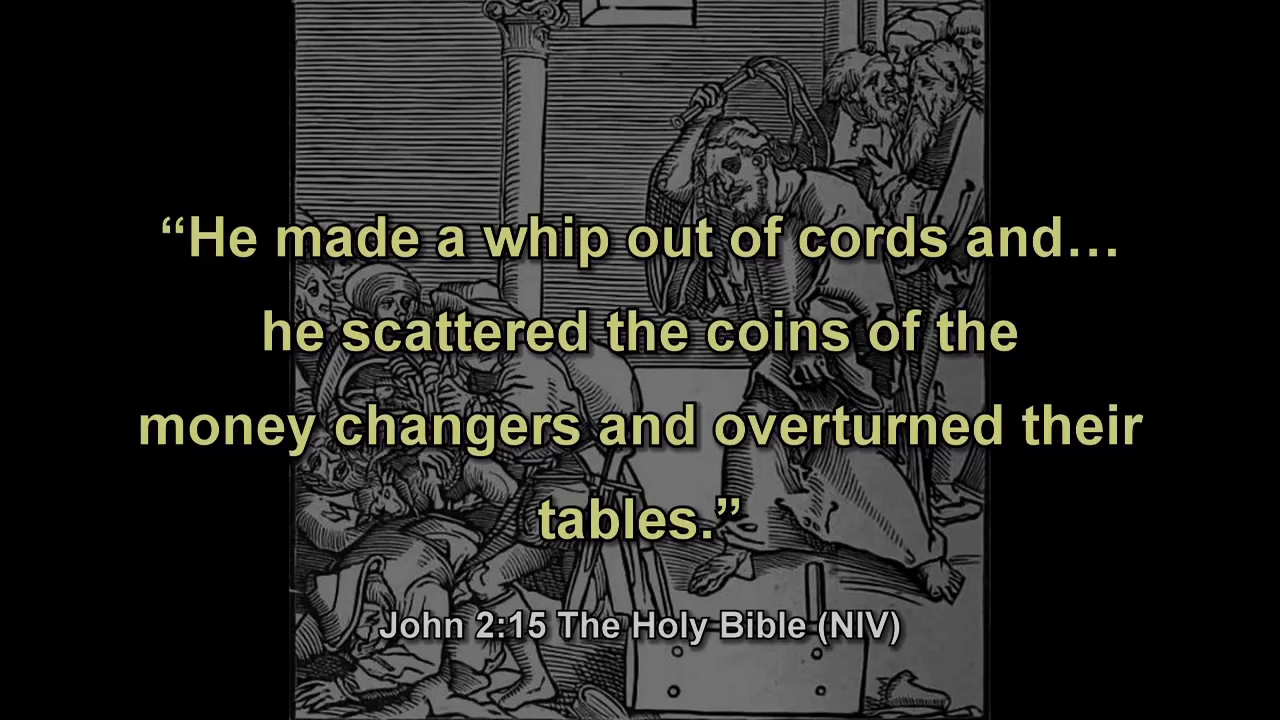 “He made a whip out of cords and…
he scattered the coins of the
money changers and overturned their
tables.”
John 2:15 The Holy Bible (NIV)